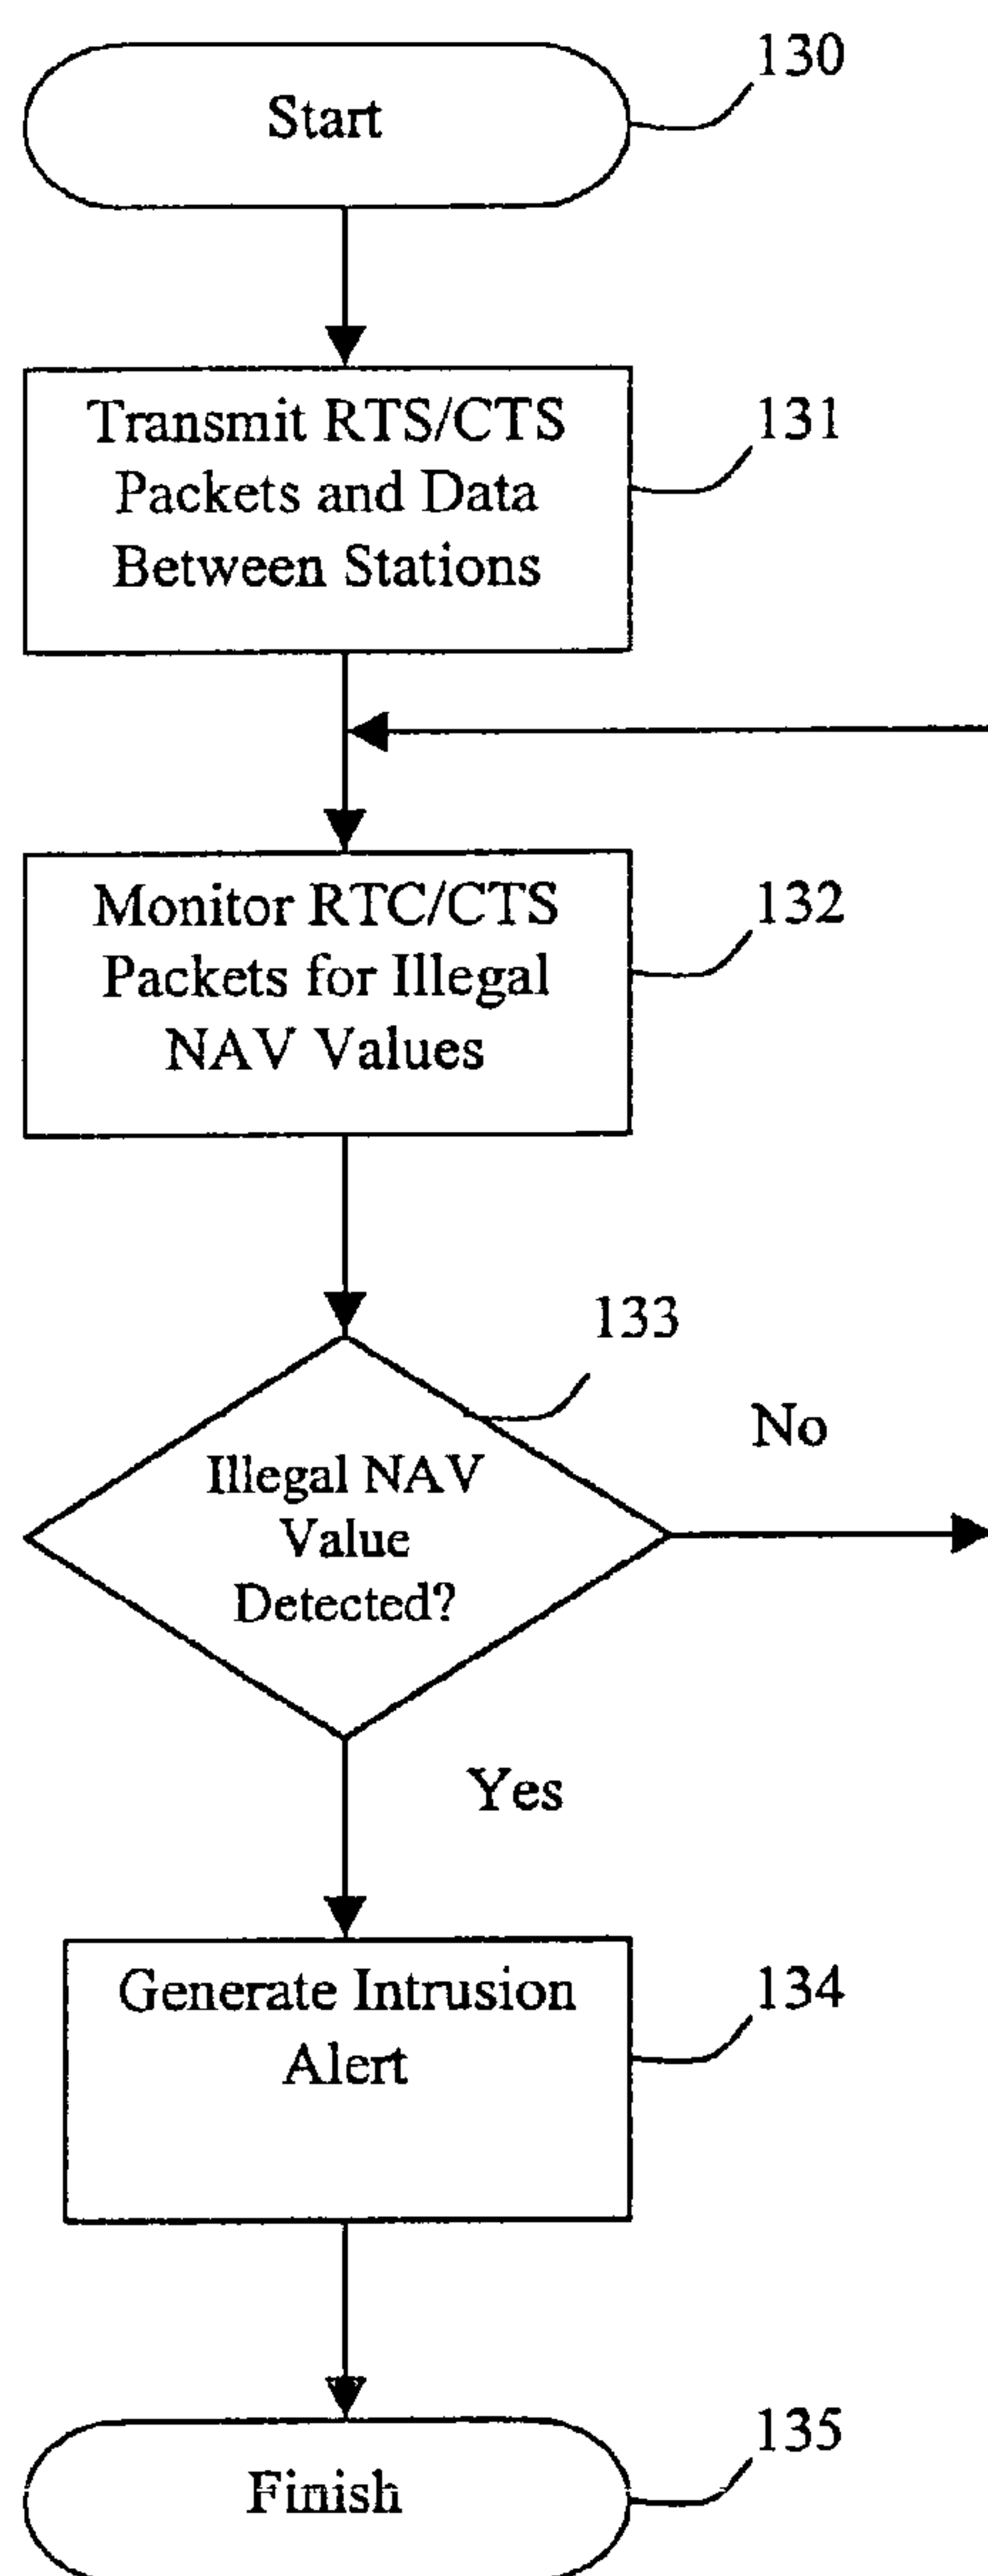 130
Start
131
Transmit RTS/CTS
Packets and Data
Between Stations
132
Monitor RTC/CTS
Packets for Illegal
NAV Values
133
No
Illegal NAV
Value
Detected?
Yes
134
Generate Intrusion
Alert
135
Finish